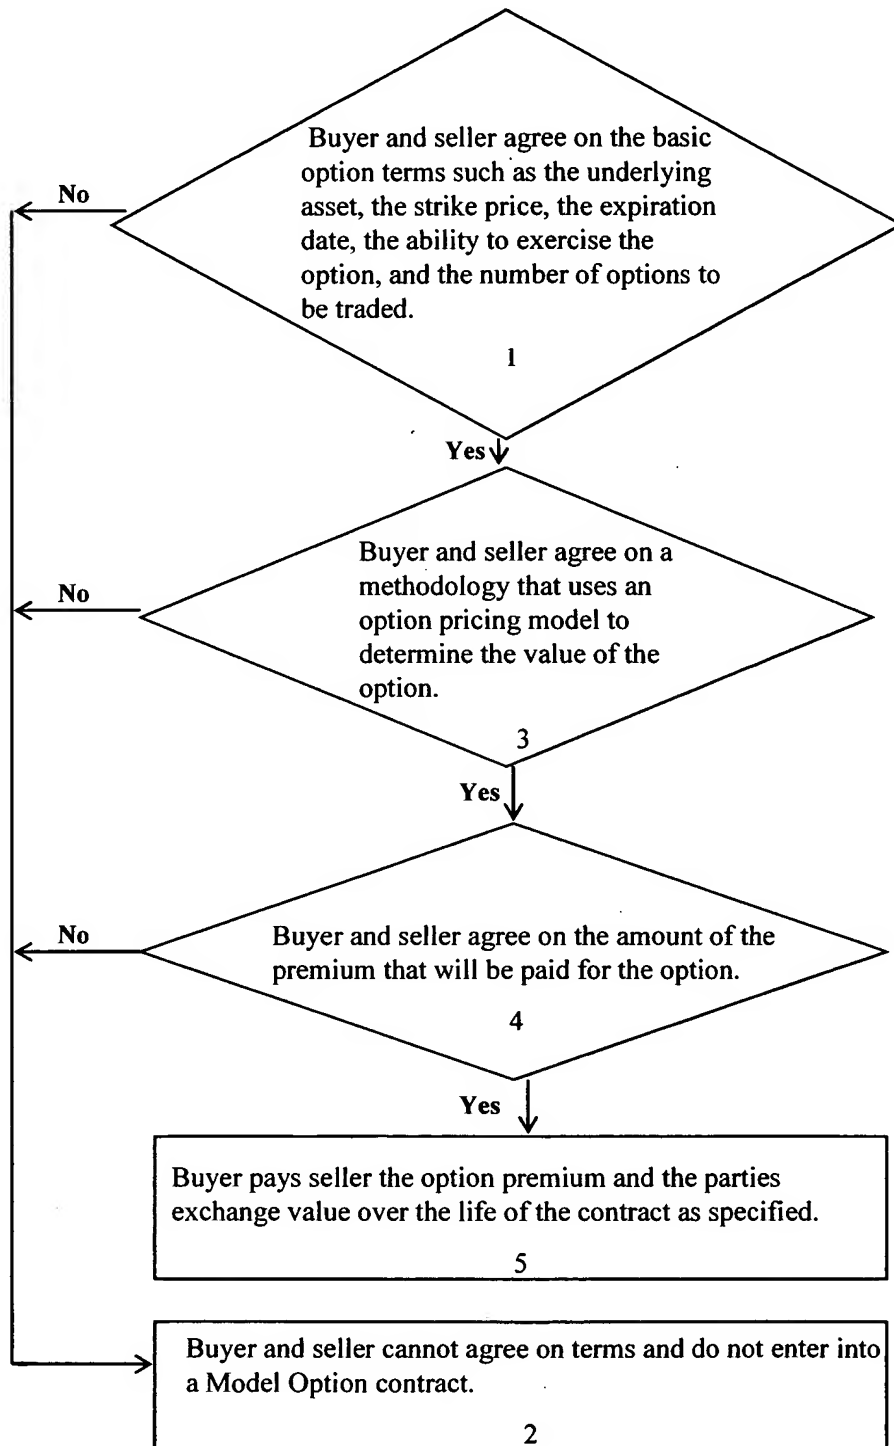 Buyer and seller agree on the basic
option terms such as the underlying
asset, the strike price, the expiration
date, the ability to exercise the
option, and the number of options to
be traded.
1
No
Yes
Buyer and seller agree on a
methodology that uses an
option pricing model to
determine the value of the
option.
3
No
Yes
Buyer and seller agree on the amount of the
premium that will be paid for the option.
4
No
Yes
Buyer pays seller the option premium and the parties
exchange value over the life of the contract as specified.
5
Buyer and seller cannot agree on terms and do not enter into
a Model Option contract.
2